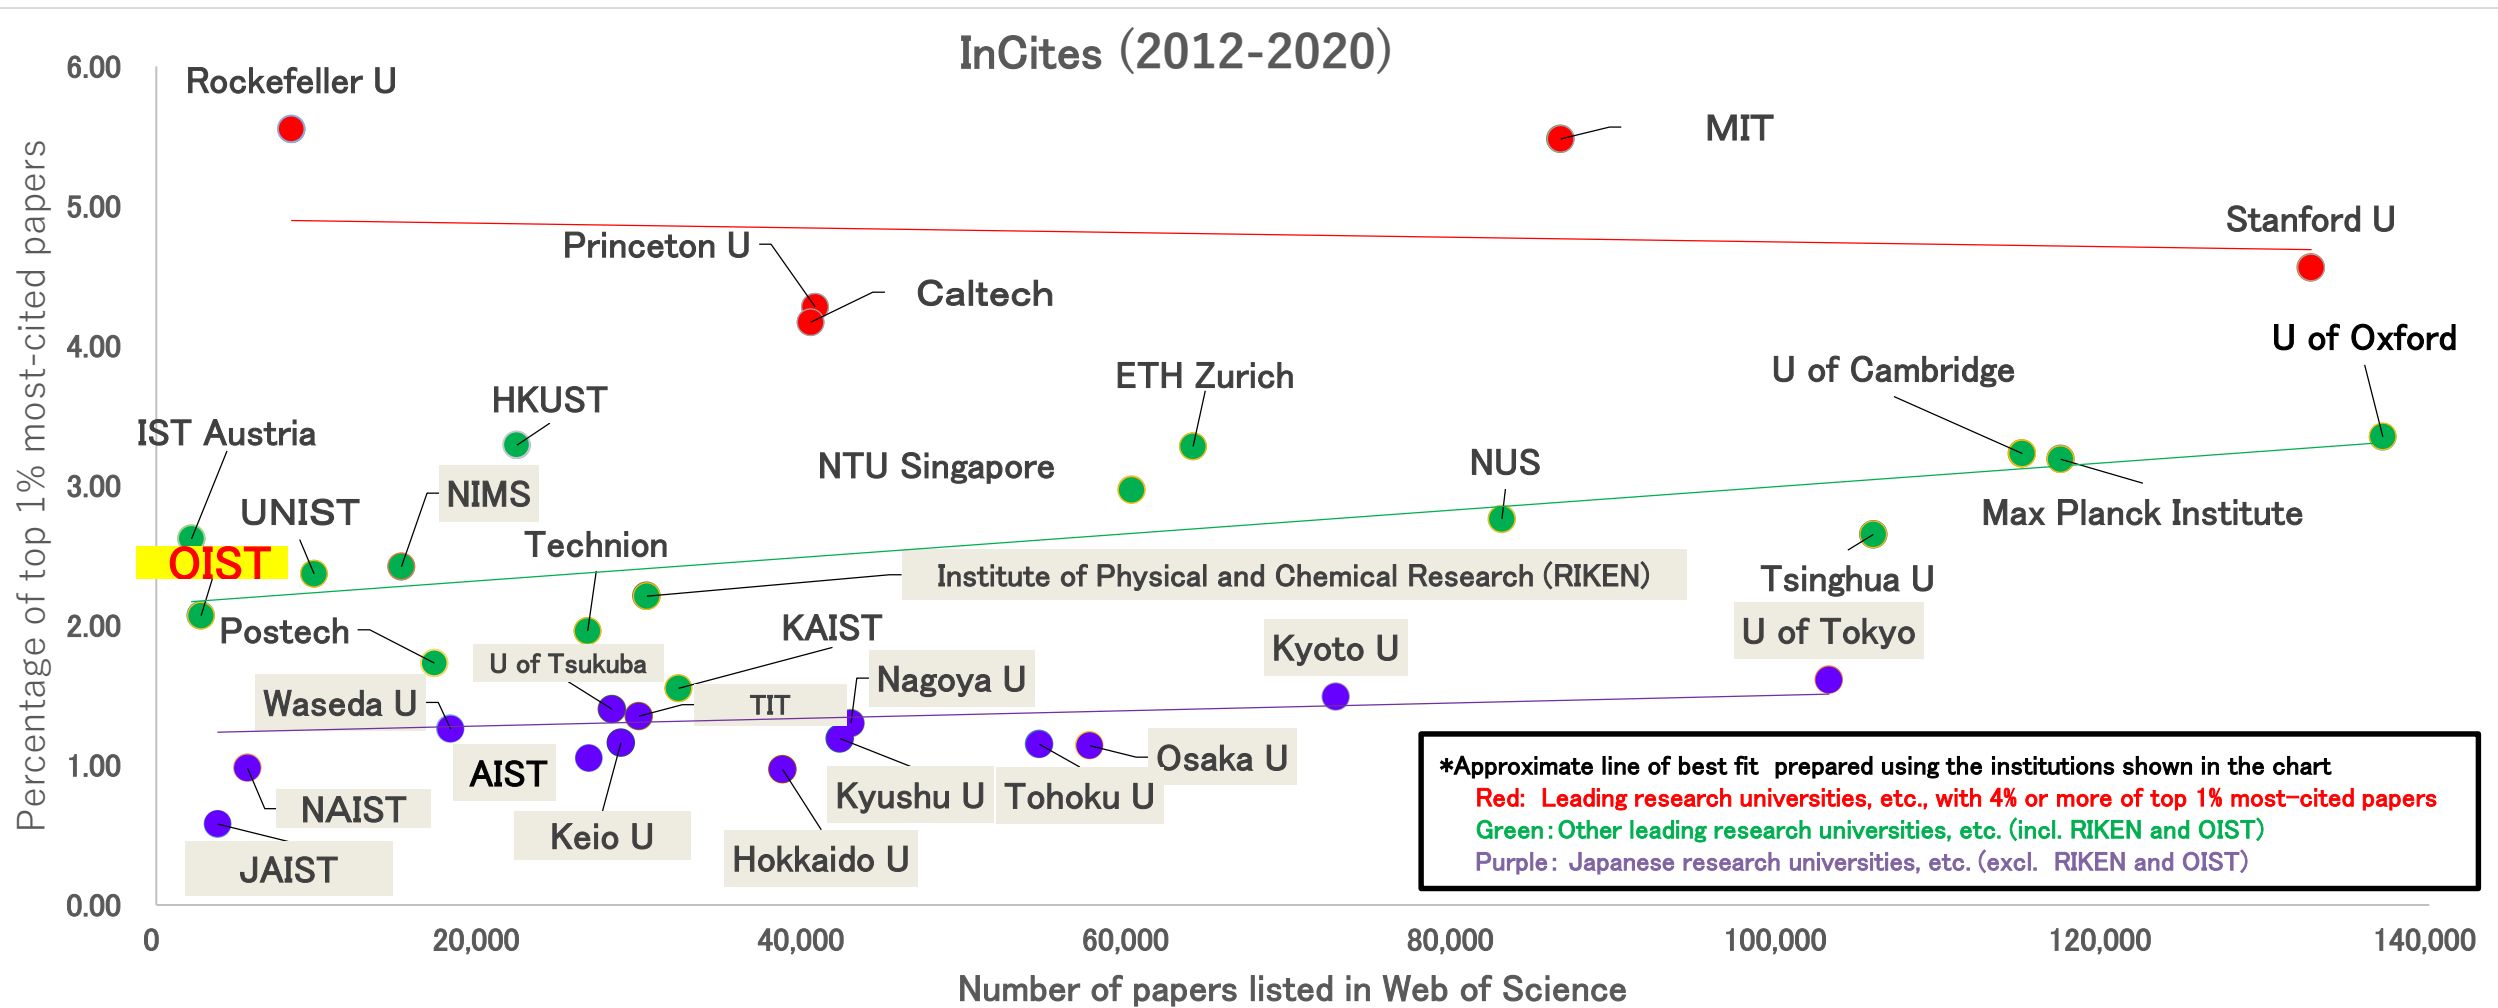 InCites (2012-2020)
6.00
5.00
4.00
3.00
2.00
1.00
0.00
Percentage of top 1% most-cited papers
Rockefeller U
MIT
Stanford U
Princeton U
Caltech
U of Oxford
U of Cambridge
ETH Zurich
HKUST
IST Austria
NTU Singapore
NUS
NIMS
UNIST
Max Planck Institute
Technion
OIST
Institute of Physical and Chemical Research (RIKEN)
Tsinghua U
Postech
KAIST
U of Tokyo
Kyoto U
U of Tsukuba
Nagoya U
Waseda U
TIT
Osaka U
AIST
Kyushu U
Tohoku U
NAIST
Keio U
Hokkaido U
JAIST
*Approximate line of best fit prepared using the institutions shown in the chart
Red: Leading research universities, etc., with 4% or more of top 1% most-cited papers
Green: Other leading research universities, etc. (incl. RIKEN and OIST)
Purple: Japanese research universities, etc. (excl. RIKEN and OIST)
0 20,000 40,000 60,000 80,000 100,000 120,000 140,000
Number of papers listed in Web of Science